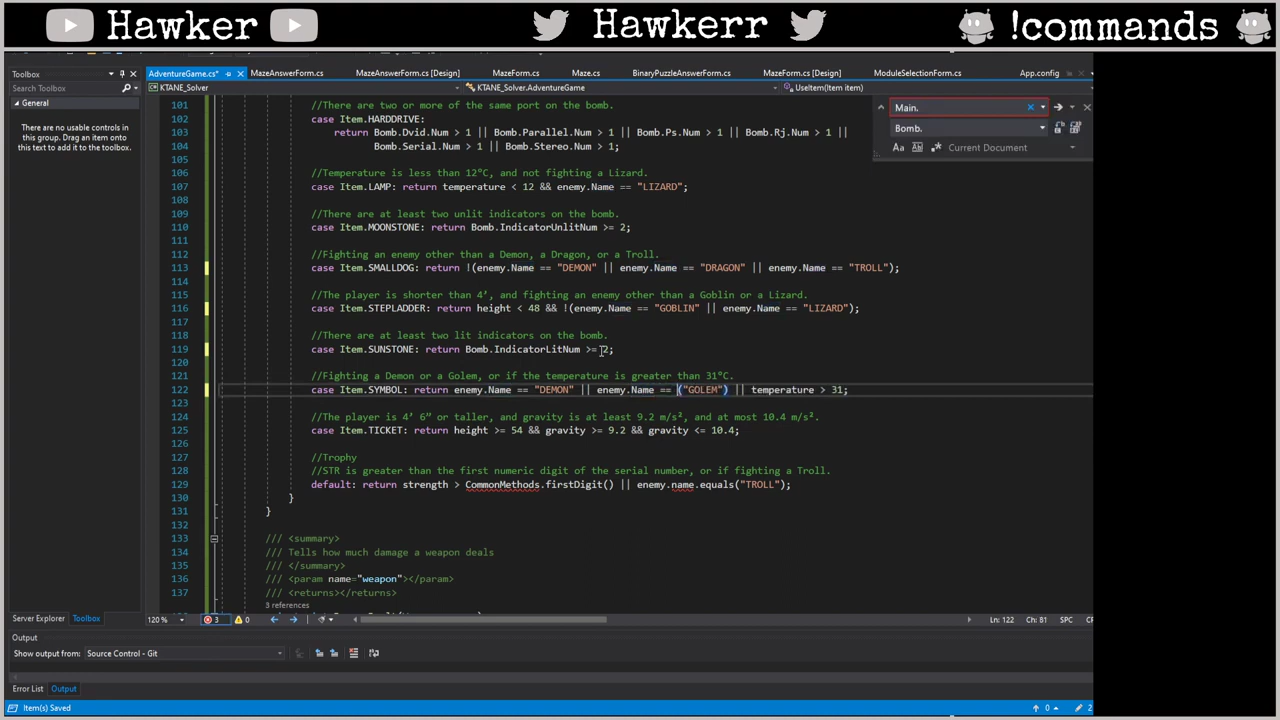 Hawker
Hawkerr
!commands
Toolbox
AdventureGame.cs*
MazeAnswerForm.cs
MazeAnswerForm.cs [Design]
MazeForm.cs
Maze.cs
BinaryPuzzleAnswerForm.cs
MazeForm.cs [Design]
ModuleSelectionForm.cs
App.config
Search Toolbox
KTANE_Solver
KTANE_Solver.AdventureGame
UseItem(Item item)
General
There are no usable controls
in this group. Drag an item onto
this text to add it to the toolbox.
Main.
Bomb.
Aa
Current Document
101 //There are two or more of the same port on the bomb.
102 case Item.HARDDRIVE:
103 return Bomb.Dvid.Num > 1 || Bomb.Parallel.Num > 1 || Bomb.Ps.Num > 1 || Bomb.Rj.Num > 1 ||
104 Bomb.Serial.Num > 1 || Bomb.Stereo.Num > 1;
105
106 //Temperature is less than 12°C, and not fighting a Lizard.
107 case Item.LAMP: return temperature < 12 && enemy.Name == "LIZARD";
108
109 //There are at least two unlit indicators on the bomb.
110 case Item.MOONSTONE: return Bomb.IndicatorUnlitNum >= 2;
111
112 //Fighting an enemy other than a Demon, a Dragon, or a Troll.
113 case Item.SMALLDOG: return !(enemy.Name == "DEMON" || enemy.Name == "DRAGON" || enemy.Name == "TROLL");
114
115 //The player is shorter than 4’, and fighting an enemy other than a Goblin or a Lizard.
116 case Item.STEPLADDER: return height < 48 && !(enemy.Name == "GOBLIN" || enemy.Name == "LIZARD");
117
118 //There are at least two lit indicators on the bomb.
119 case Item.SUNSTONE: return Bomb.IndicatorLitNum >= 2;
120
121 //Fighting a Demon or a Golem, or if the temperature is greater than 31°C.
122 case Item.SYMBOL: return enemy.Name == "DEMON" || enemy.Name == ("GOLEM") || temperature > 31;
123
124 //The player is 4’ 6” or taller, and gravity is at least 9.2 m/s², and at most 10.4 m/s².
125 case Item.TICKET: return height >= 54 && gravity >= 9.2 && gravity <= 10.4;
126
127 //Trophy
128 //STR is greater than the first numeric digit of the serial number, or if fighting a Troll.
129 default: return strength > CommonMethods.firstDigit() || enemy.name.equals("TROLL");
130 }
131 }
132
133 /// <summary>
134 /// Tells how much damage a weapon deals
135 /// </summary>
136 /// <param name="weapon"></param>
137 /// <returns></returns>
3 references
Server Explorer
Toolbox
120 %
3
0
Ln: 122
Ch: 81
SPC
Output
Show output from:
Source Control - Git
Error List
Output
Item(s) Saved
0
2